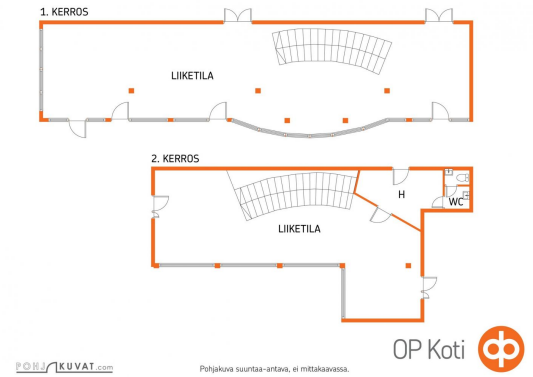 1. KERROS
LIIKETILA
2. KERROS
H
WC
LIIKETILA
OP Koti
POHJAKUVAT.com
Pohjakuva suuntaa-antava, ei mittakaavassa.